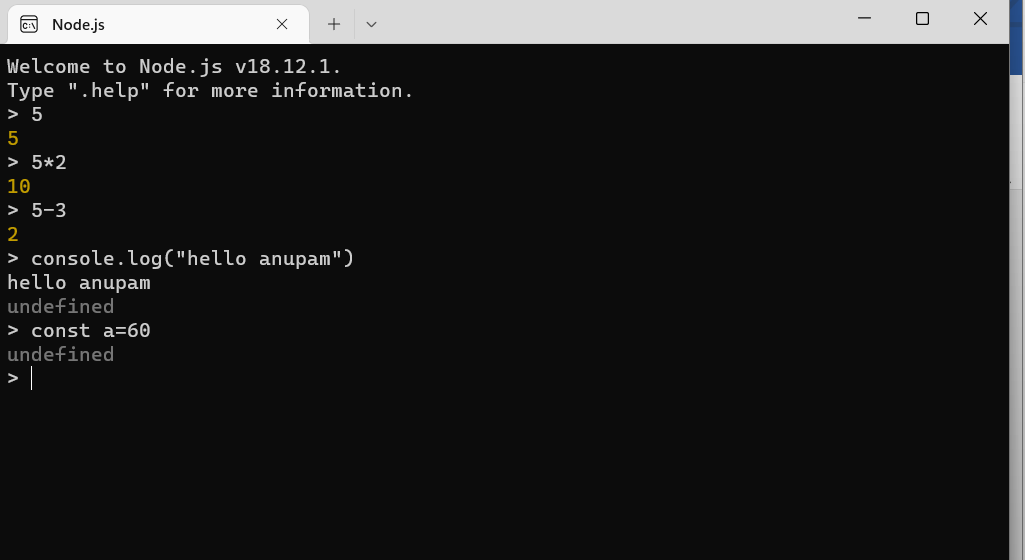 Node.js
Welcome to Node.js v18.12.1.
Type ".help" for more information.
> 5
5
> 5*2
10
> 5-3
2
> console.log("hello anupam")
hello anupam
undefined
> const a=60
undefined
>